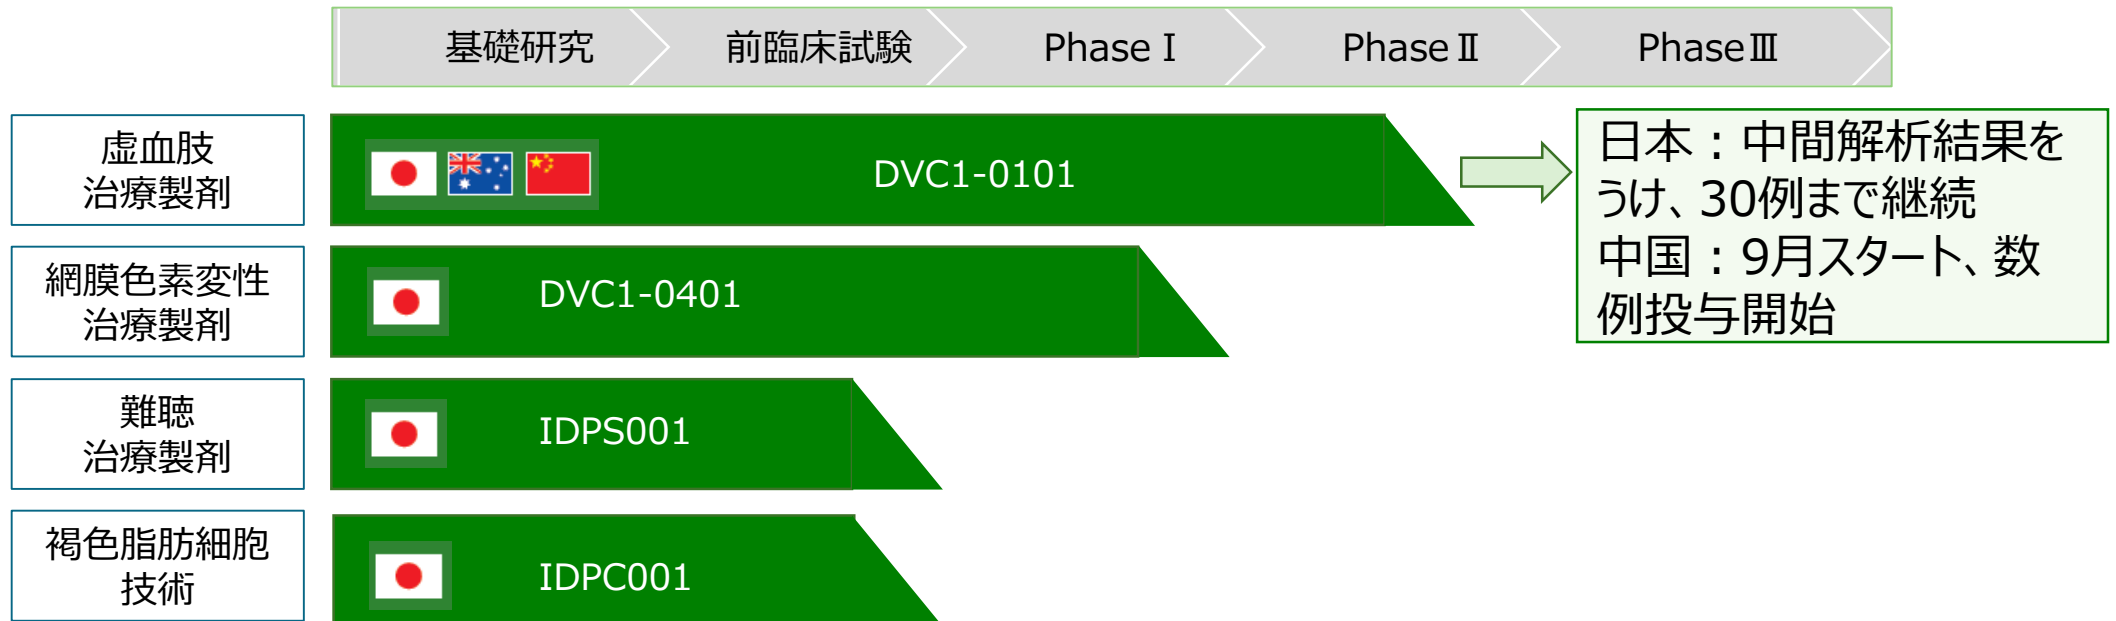 基礎研究
前臨床試験
Phase Ⅰ
Phase Ⅱ
PhaseⅢ
虚血肢
治療製剤
DVC1-0101
日本：中間解析結果を
うけ、30例まで継続
中国：9月スタート、数
例投与開始
網膜色素変性
治療製剤
DVC1-0401
難聴
治療製剤
IDPS001
褐色脂肪細胞
技術
IDPC001